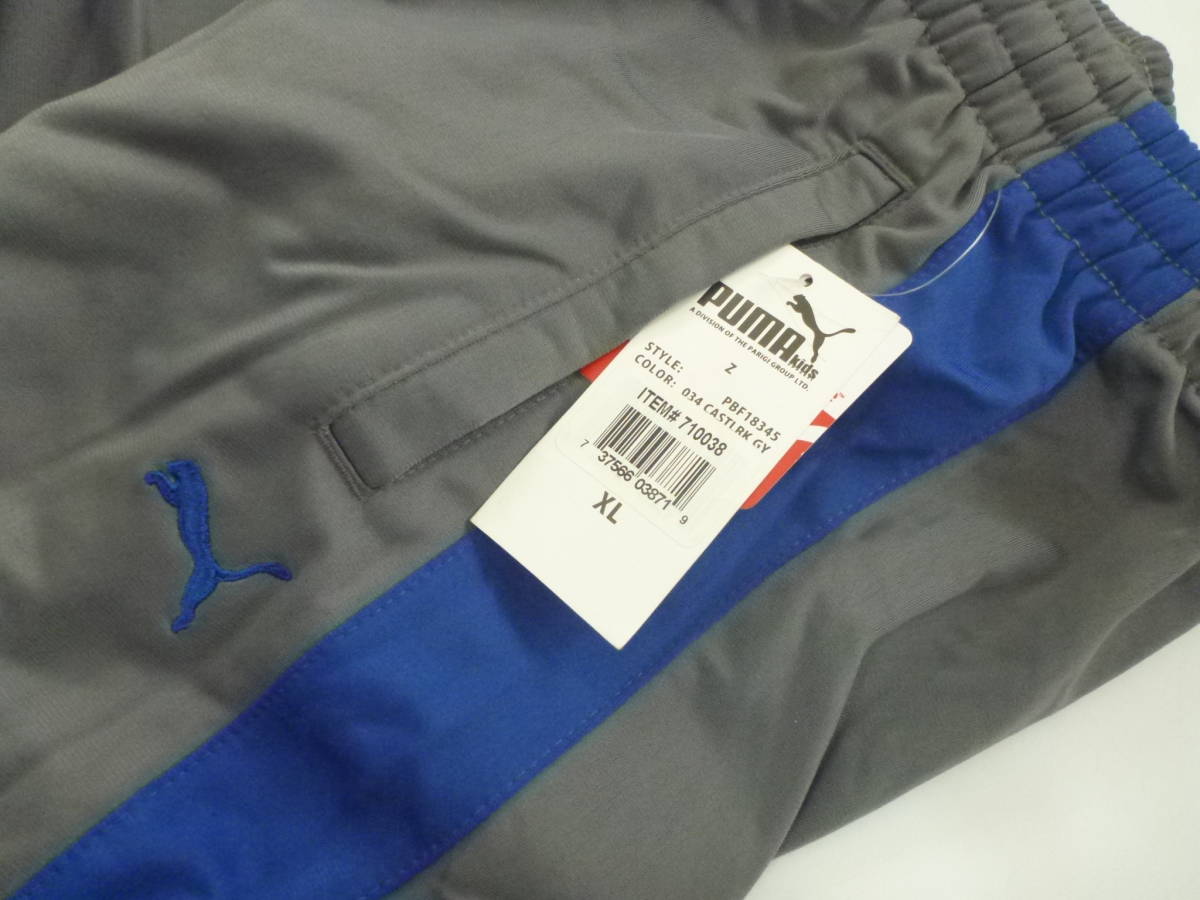 PUMA
kids
A DIVISION OF THE PARIGI GROUP LTD.
Z
STYLE: PBF18345
COLOR: 034 CASTLRK GY
ITEM# 710038
7 37566 03871 9
XL